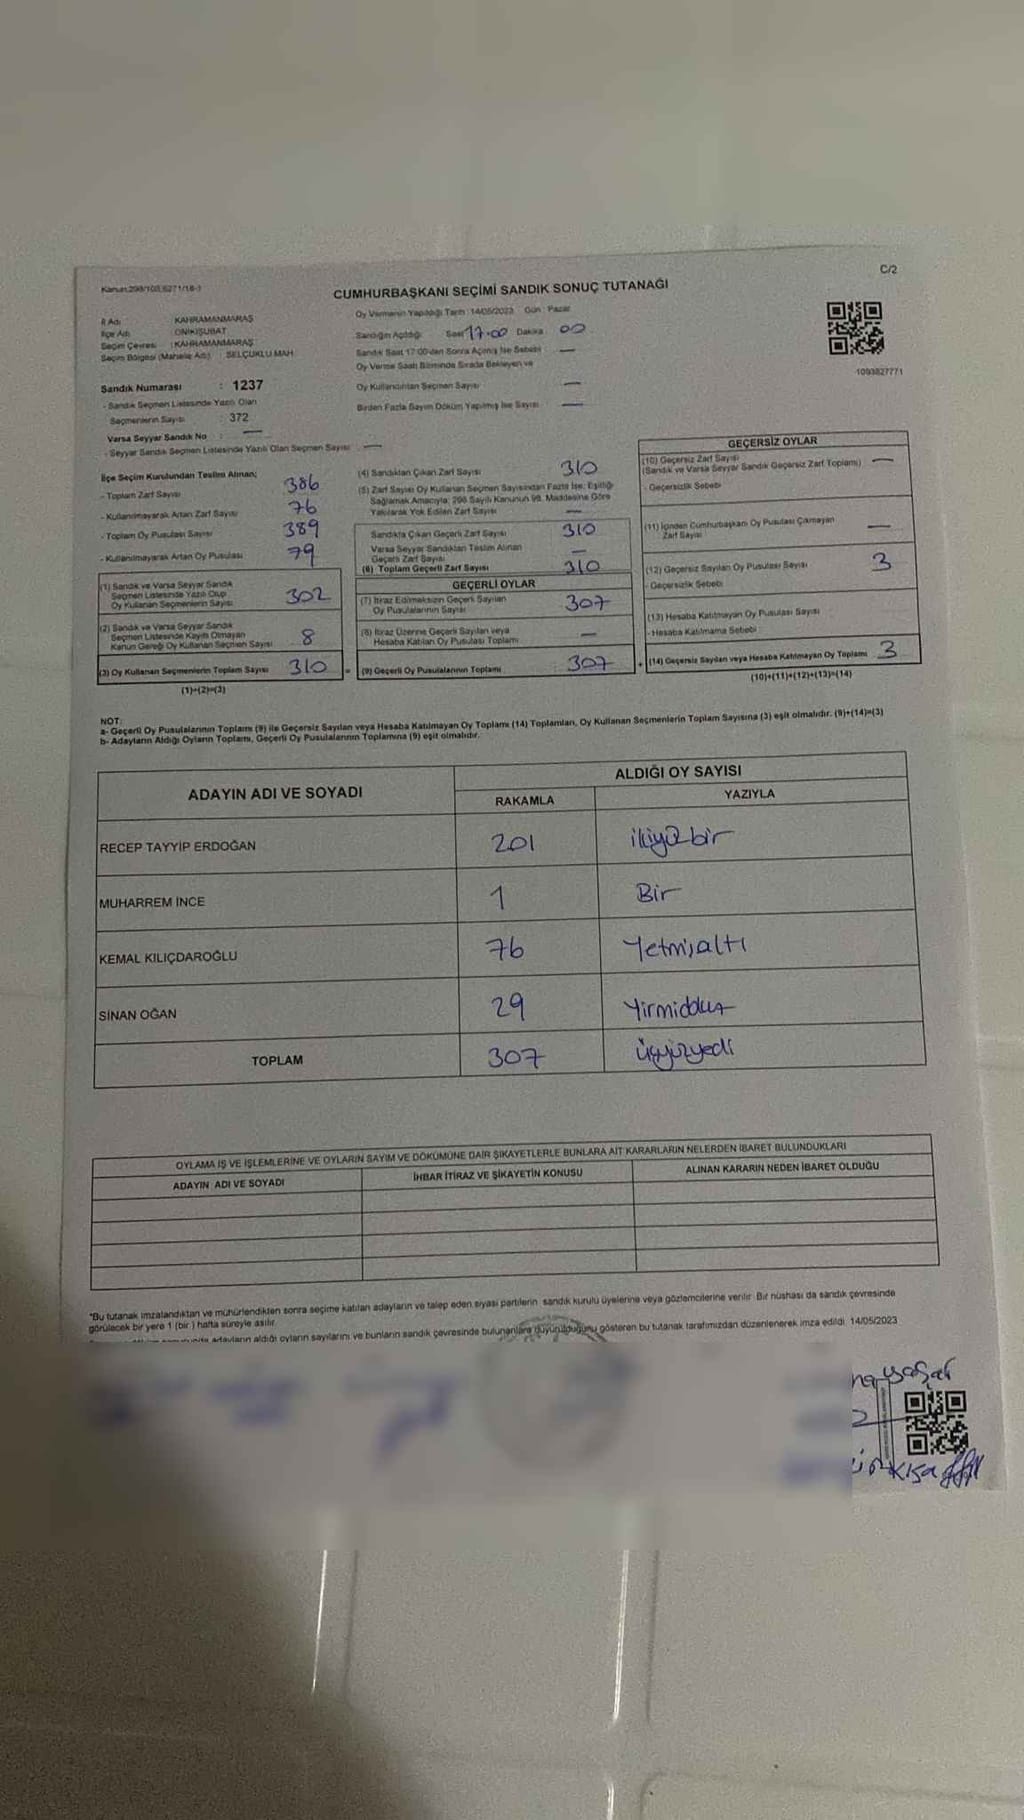 C/2
Kanun:298/103,6271/18-3
CUMHURBAŞKANI SEÇİMİ SANDIK SONUÇ TUTANAĞI
İl Adı : KAHRAMANMARAŞ
İlçe Adı : ONİKİŞUBAT
Seçim Çevresi : KAHRAMANMARAŞ
Seçim Bölgesi (Mahalle Adı) : SELÇUKLU MAH.
Sandık Numarası : 1237
- Sandık Seçmen Listesinde Yazılı Olan
Seçmenlerin Sayısı : 372
Varsa Seyyar Sandık No : —
- Seyyar Sandık Seçmen Listesinde Yazılı Olan Seçmen Sayısı —
Oy Vermenin Yapıldığı Tarih : 14/05/2023 Gün : Pazar
Sandığın Açıldığı: Saat 17:00 Dakika : 00
Sandık Saat 17:00'den Sonra Açılmış İse Sebebi : —
Oy Verme Saati Bitiminde Sırada Bekleyen ve
Oy Kullandırılan Seçmen Sayısı —
Birden Fazla Sayım Döküm Yapılmış İse Sayısı —
1093827771
İlçe Seçim Kurulundan Teslim Alınan;
- Toplam Zarf Sayısı 386
- Kullanılmayarak Artan Zarf Sayısı 76
- Toplam Oy Pusulası Sayısı 389
- Kullanılmayarak Artan Oy Pusulası 79
(1) Sandık ve Varsa Seyyar Sandık
Seçmen Listesinde Yazılı Olup
Oy Kullanan Seçmenlerin Sayısı 302
(2) Sandık ve Varsa Seyyar Sandık
Seçmen Listesinde Kayıtlı Olmayan
Kanun Gereği Oy Kullanan Seçmen Sayısı 8
(3) Oy Kullanan Seçmenlerin Toplam Sayısı 310
(1)+(2)=(3)
(4) Sandıktan Çıkan Zarf Sayısı 310
(5) Zarf Sayısı Oy Kullanan Seçmen Sayısından Fazla İse; Eşitliği
Sağlamak Amacıyla, 298 Sayılı Kanunun 98. Maddesine Göre
Yakılarak Yok Edilen Zarf Sayısı —
Sandıkta Çıkan Geçerli Zarf Sayısı 310
Varsa Seyyar Sandıktan Teslim Alınan
Geçerli Zarf Sayısı —
(6) Toplam Geçerli Zarf Sayısı 310
GEÇERLİ OYLAR
(7) İtiraz Edilmeksizin Geçerli Sayılan
Oy Pusulalarının Sayısı 307
(8) İtiraz Üzerine Geçerli Sayılan veya
Hesaba Katılan Oy Pusulası Toplamı —
= (9) Geçerli Oy Pusulalarının Toplamı 307
GEÇERSİZ OYLAR
(10) Geçersiz Zarf Sayısı —
(Sandık ve Varsa Seyyar Sandık Geçersiz Zarf Toplamı)
- Geçersizlik Sebebi
(11) İçinden Cumhurbaşkanı Oy Pusulası Çıkmayan
Zarf Sayısı —
(12) Geçersiz Sayılan Oy Pusulası Sayısı 3
- Geçersizlik Sebebi
(13) Hesaba Katılmayan Oy Pusulası Sayısı
- Hesaba Katılmama Sebebi
+ (14) Geçersiz Sayılan veya Hesaba Katılmayan Oy Toplamı 3
(10)+(11)+(12)+(13)=(14)
NOT:
a- Geçerli Oy Pusulalarının Toplamı (9) ile Geçersiz Sayılan veya Hesaba Katılmayan Oy Toplamı (14) Toplamları, Oy Kullanan Seçmenlerin Toplam Sayısına (3) eşit olmalıdır. (9)+(14)=(3)
b- Adayların Aldığı Oyların Toplamı, Geçerli Oy Pusulalarının Toplamına (9) eşit olmalıdır.
ADAYIN ADI VE SOYADI
ALDIĞI OY SAYISI
RAKAMLA YAZIYLA
RECEP TAYYİP ERDOĞAN 201 ikiyüzbir
MUHARREM İNCE 1 Bir
KEMAL KILIÇDAROĞLU 76 Yetmişaltı
SİNAN OĞAN 29 Yirmidokuz
TOPLAM 307 üçyüzyedi
OYLAMA İŞ VE İŞLEMLERİNE VE OYLARIN SAYIM VE DÖKÜMÜNE DAİR ŞİKAYETLERLE BUNLARA AİT KARARLARIN NELERDEN İBARET BULUNDUKLARI
ADAYIN ADI VE SOYADI İHBAR İTİRAZ VE ŞİKAYETİN KONUSU ALINAN KARARIN NEDEN İBARET OLDUĞU
"Bu tutanak imzalandıktan ve mühürlendikten sonra seçime katılan adayların ve talep eden siyasi partilerin sandık kurulu üyelerine veya gözlemcilerine verilir. Bir nüshası da sandık çevresinde
görülecek bir yere 1 (bir) hafta süreyle asılır.
adayların aldığı oyların sayılarını ve bunların sandık çevresinde bulunanlara duyurulduğunu gösteren bu tutanak tarafımızdan düzenlenerek imza edildi. 14/05/2023